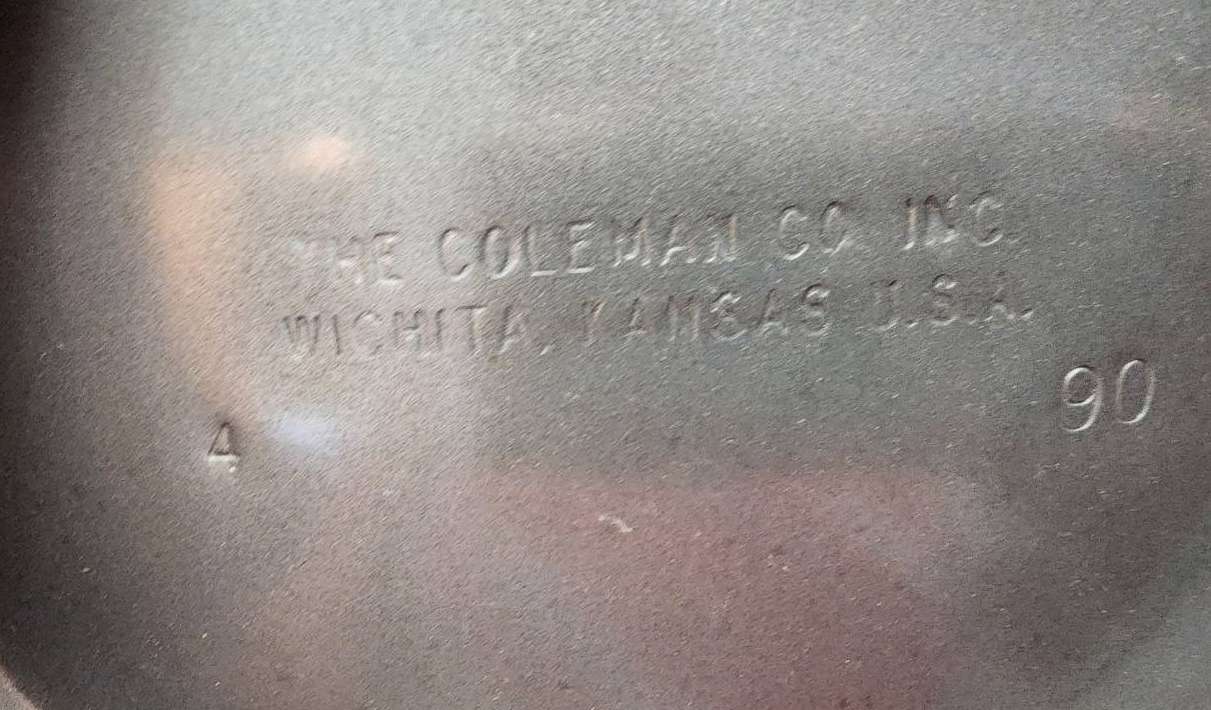 THE COLEMAN CO. INC.
WICHITA, KANSAS U.S.A.
4 90